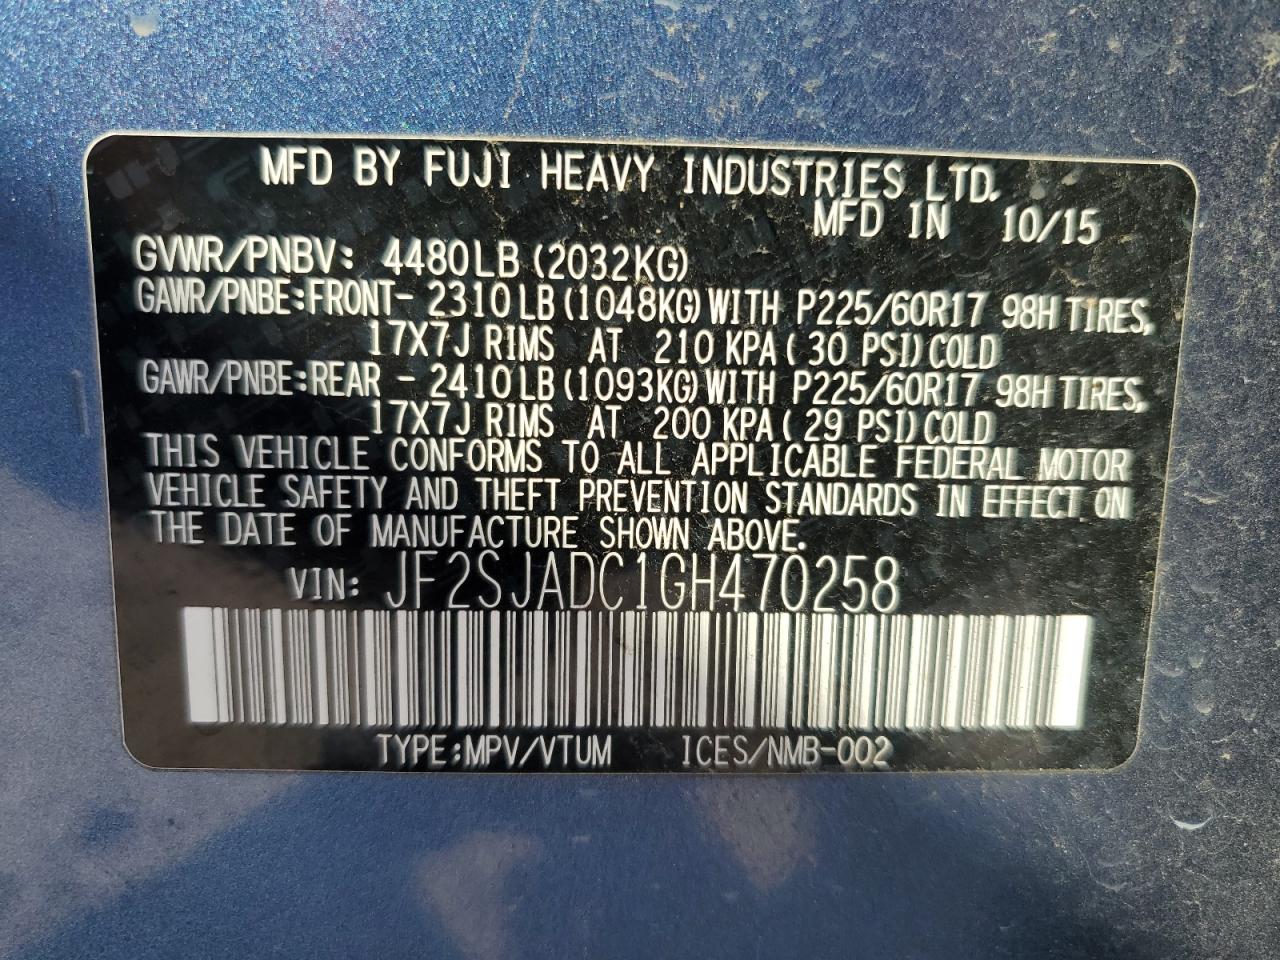 MFD BY FUJI HEAVY INDUSTRIES LTD.
MFD IN 10/15
GVWR/PNBV: 4480LB (2032KG)
GAWR/PNBE:FRONT- 2310LB (1048KG) WITH P225/60R17 98H TIRES,
17X7J RIMS AT 210 KPA ( 30 PSI) COLD
GAWR/PNBE:REAR - 2410LB (1093KG) WITH P225/60R17 98H TIRES,
17X7J RIMS AT 200 KPA ( 29 PSI) COLD
THIS VEHICLE CONFORMS TO ALL APPLICABLE FEDERAL MOTOR
VEHICLE SAFETY AND THEFT PREVENTION STANDARDS IN EFFECT ON
THE DATE OF MANUFACTURE SHOWN ABOVE.
VIN: JF2SJADC1GH470258
TYPE:MPV/VTUM ICES/NMB-002